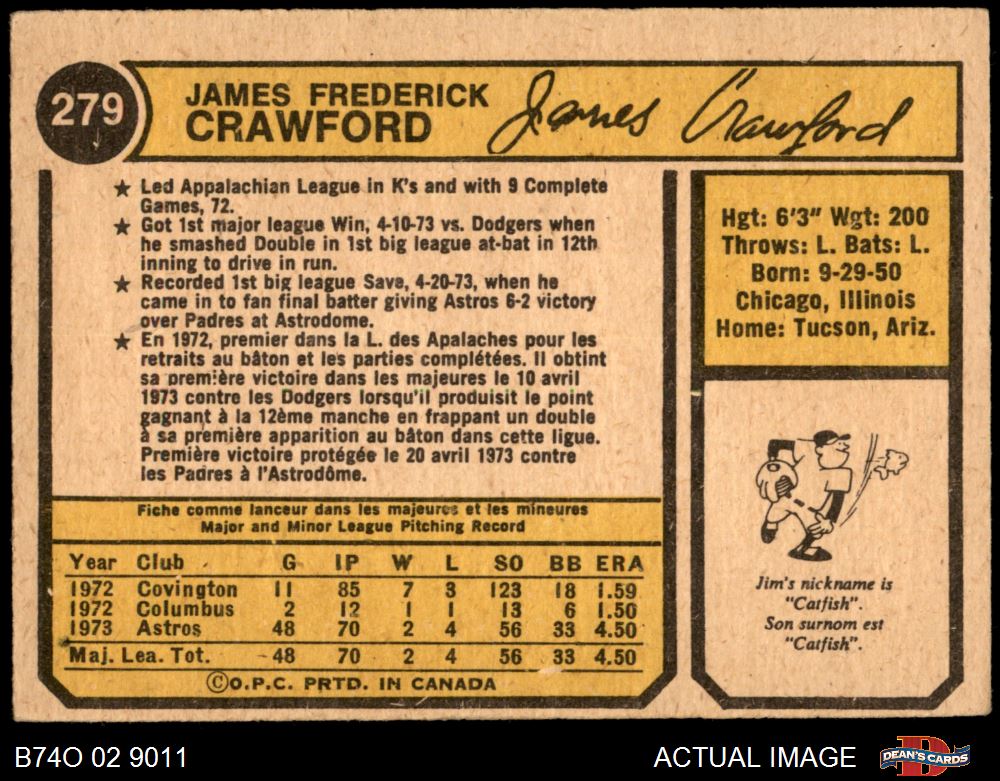 279
JAMES FREDERICK
CRAWFORD
James Crawford
★ Led Appalachian League in K's and with 9 Complete
Games, 72.
★ Got 1st major league Win, 4-10-73 vs. Dodgers when
he smashed Double in 1st big league at-bat in 12th
inning to drive in run.
★ Recorded 1st big league Save, 4-20-73, when he
came in to fan final batter giving Astros 6-2 victory
over Padres at Astrodome.
★ En 1972, premier dans la L. des Apalaches pour les
retraits au bâton et les parties complétées. Il obtint
sa première victoire dans les majeures le 10 avril
1973 contre les Dodgers lorsqu'il produisit le point
gagnant à la 12ème manche en frappant un double
à sa première apparition au bâton dans cette ligue.
Première victoire protégée le 20 avril 1973 contre
les Padres à l'Astrodôme.
Hgt: 6'3" Wgt: 200
Throws: L. Bats: L.
Born: 9-29-50
Chicago, Illinois
Home: Tucson, Ariz.
Jim's nickname is
"Catfish".
Son surnom est
"Catfish".
Fiche comme lanceur dans les majeures et les mineures
Major and Minor League Pitching Record
Year Club G IP W L SO BB ERA
1972 Covington 11 85 7 3 123 18 1.59
1972 Columbus 2 12 1 1 13 6 1.50
1973 Astros 48 70 2 4 56 33 4.50
Maj. Lea. Tot. 48 70 2 4 56 33 4.50
©O.P.C. PRTD. IN CANADA
B74O 02 9011
ACTUAL IMAGE
DEAN'S CARDS